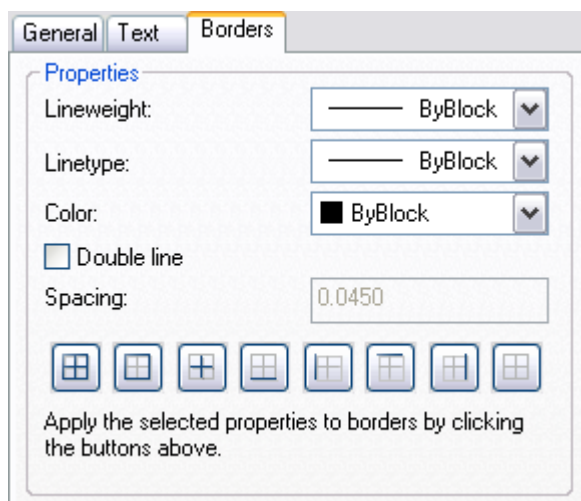 General Text Borders
Properties
Lineweight: ByBlock
Linetype: ByBlock
Color: ByBlock
Double line
Spacing: 0.0450
Apply the selected properties to borders by clicking
the buttons above.